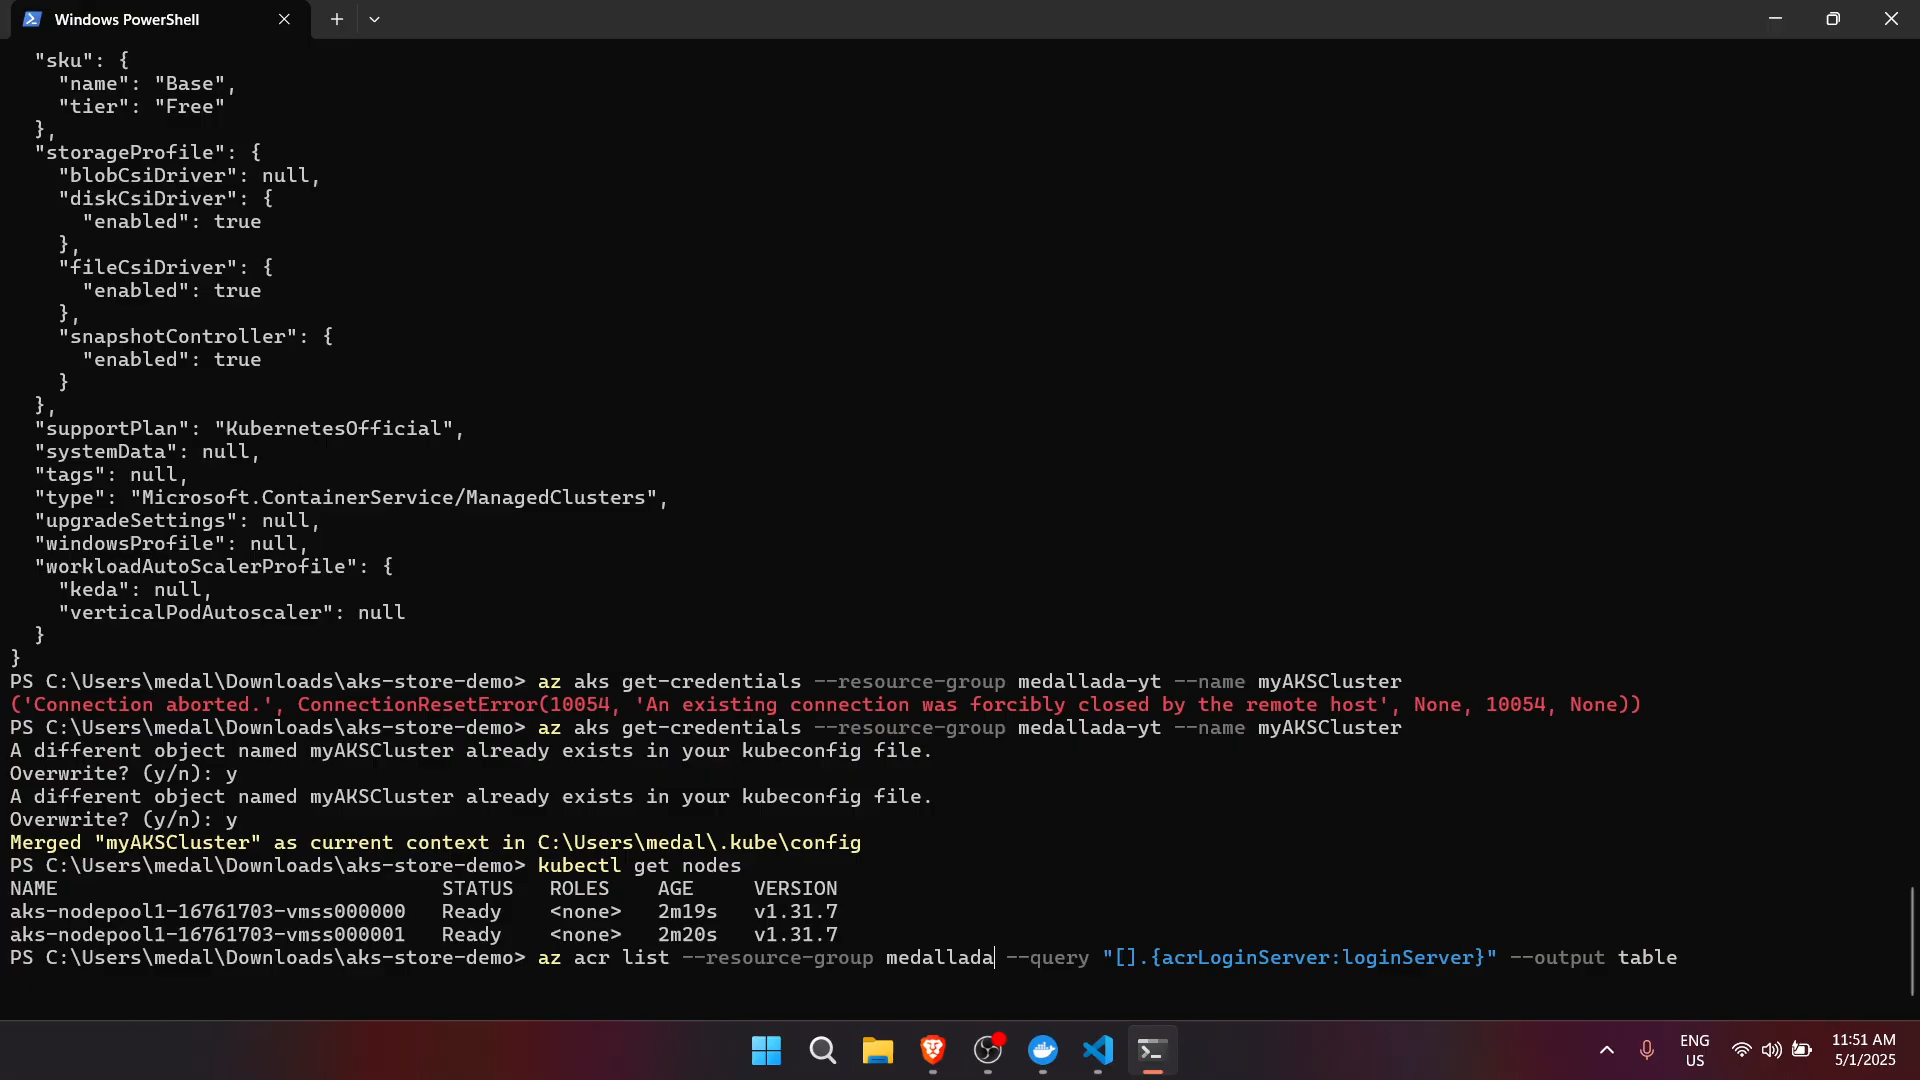 Windows PowerShell
"sku": {
"name": "Base",
"tier": "Free"
},
"storageProfile": {
"blobCsiDriver": null,
"diskCsiDriver": {
"enabled": true
},
"fileCsiDriver": {
"enabled": true
},
"snapshotController": {
"enabled": true
}
},
"supportPlan": "KubernetesOfficial",
"systemData": null,
"tags": null,
"type": "Microsoft.ContainerService/ManagedClusters",
"upgradeSettings": null,
"windowsProfile": null,
"workloadAutoScalerProfile": {
"keda": null,
"verticalPodAutoscaler": null
}
}
PS C:\Users\medal\Downloads\aks-store-demo> az aks get-credentials --resource-group medallada-yt --name myAKSCluster
('Connection aborted.', ConnectionResetError(10054, 'An existing connection was forcibly closed by the remote host', None, 10054, None))
PS C:\Users\medal\Downloads\aks-store-demo> az aks get-credentials --resource-group medallada-yt --name myAKSCluster
A different object named myAKSCluster already exists in your kubeconfig file.
Overwrite? (y/n): y
A different object named myAKSCluster already exists in your kubeconfig file.
Overwrite? (y/n): y
Merged "myAKSCluster" as current context in C:\Users\medal\.kube\config
PS C:\Users\medal\Downloads\aks-store-demo> kubectl get nodes
NAME STATUS ROLES AGE VERSION
aks-nodepool1-16761703-vmss000000 Ready <none> 2m19s v1.31.7
aks-nodepool1-16761703-vmss000001 Ready <none> 2m20s v1.31.7
PS C:\Users\medal\Downloads\aks-store-demo> az acr list --resource-group medallada --query "[].{acrLoginServer:loginServer}" --output table
ENG
US
11:51 AM
5/1/2025